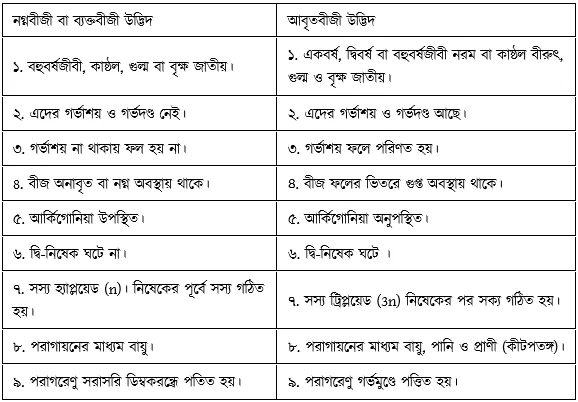 নগ্নবীজী বা ব্যক্তবীজী উদ্ভিদ
আবৃতবীজী উদ্ভিদ
১. বহুবর্ষজীবী, কাষ্ঠল, গুল্ম বা বৃক্ষ জাতীয়।
১. একবর্ষ, দ্বিবর্ষ বা বহুবর্ষজীবী নরম বা কাষ্ঠল বীরুৎ,
গুল্ম ও বৃক্ষ জাতীয়।
২. এদের গর্ভাশয় ও গর্ভদণ্ড নেই।
২. এদের গর্ভাশয় ও গর্ভদণ্ড আছে।
৩. গর্ভাশয় না থাকায় ফল হয় না।
৩. গর্ভাশয় ফলে পরিণত হয়।
৪. বীজ অনাবৃত বা নগ্ন অবস্থায় থাকে।
৪. বীজ ফলের ভিতরে গুপ্ত অবস্থায় থাকে।
৫. আর্কিগোনিয়া উপস্থিত।
৫. আর্কিগোনিয়া অনুপস্থিত।
৬. দ্বি-নিষেক ঘটে না।
৬. দ্বি-নিষেক ঘটে ।
৭. সস্য হ্যাপ্লয়েড (n)। নিষেকের পূর্বে সস্য গঠিত
হয়।
৭. সস্য ট্রিপ্লয়েড (3n) নিষেকের পর সক্য গঠিত হয়।
৮. পরাগায়নের মাধ্যম বায়ু।
৮. পরাগায়নের মাধ্যম বায়ু, পানি ও প্রাণী (কীটপতঙ্গ)।
৯. পরাগরেণু সরাসরি ডিম্বকরন্ধ্রে পতিত হয়।
৯. পরাগরেণু গর্ভমুণ্ডে পত্তিত হয়।